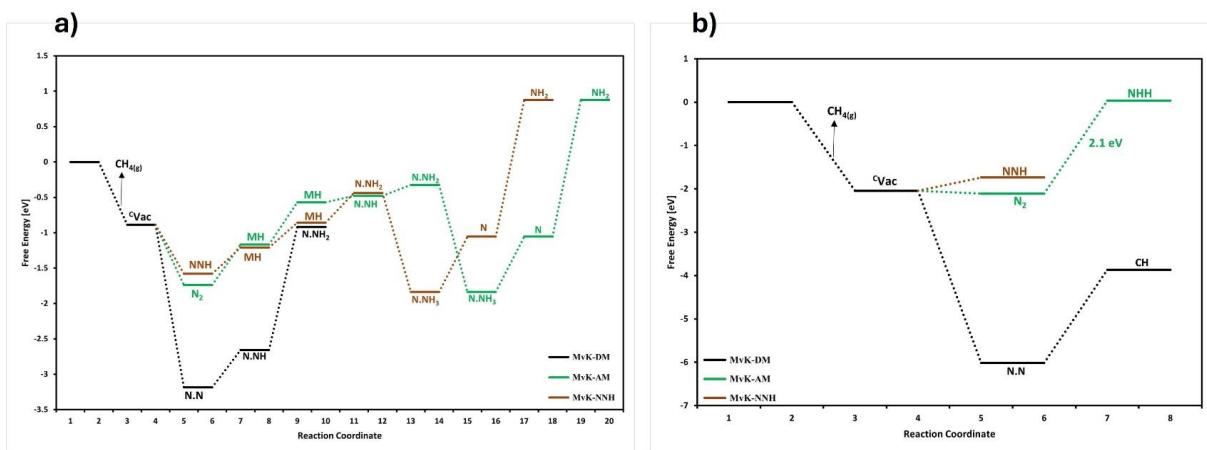 a)
1.5
1
0.5
0
-0.5
-1
-1.5
-2
-2.5
-3
-3.5
Free Energy [eV]
CH4(g)
CVac
NNH
N2
N.N
MH
MH
N.NH
MH
MH
N.NH2
N.NH2
N.NH
N.NH2
N.NH3
N
N.NH3
NH2
N
NH2
MvK-DM
MvK-AM
MvK-NNH
1 2 3 4 5 6 7 8 9 10 11 12 13 14 15 16 17 18 19 20
Reaction Coordinate
b)
1
0
-1
-2
-3
-4
-5
-6
-7
Free Energy [eV]
CH4(g)
CVac
NNH
N2
N.N
2.1 eV
NHH
CH
MvK-DM
MvK-AM
MvK-NNH
1 2 3 4 5 6 7 8
Reaction Coordinate